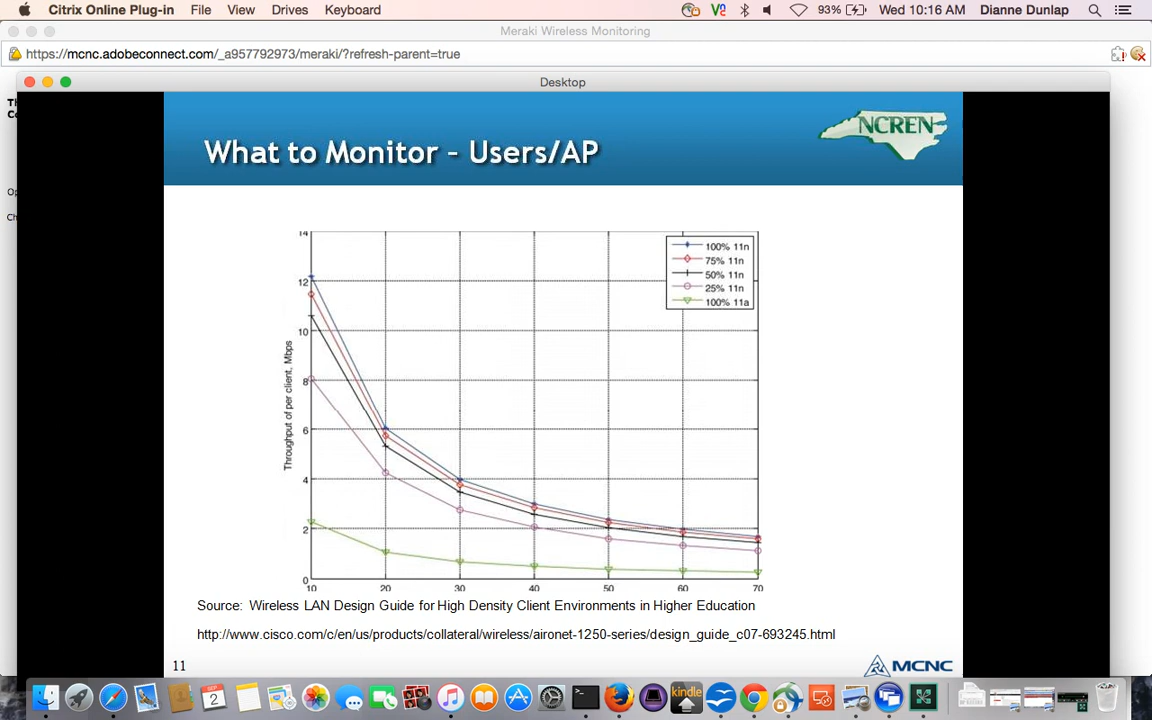 Citrix Online Plug-in File View Drives Keyboard 93% Wed 10:16 AM Dianne Dunlap
Meraki Wireless Monitoring
https://mcnc.adobeconnect.com/_a957792973/meraki/?refresh-parent=true
Desktop
NCREN
What to Monitor – Users/AP
14
12
10
8
6
4
2
0
Throughput of per client, Mbps
100% 11n
75% 11n
50% 11n
25% 11n
100% 11a
10 20 30 40 50 60 70
Source: Wireless LAN Design Guide for High Density Client Environments in Higher Education
http://www.cisco.com/c/en/us/products/collateral/wireless/aironet-1250-series/design_guide_c07-693245.html
11
MCNC
SEP
2
kindle